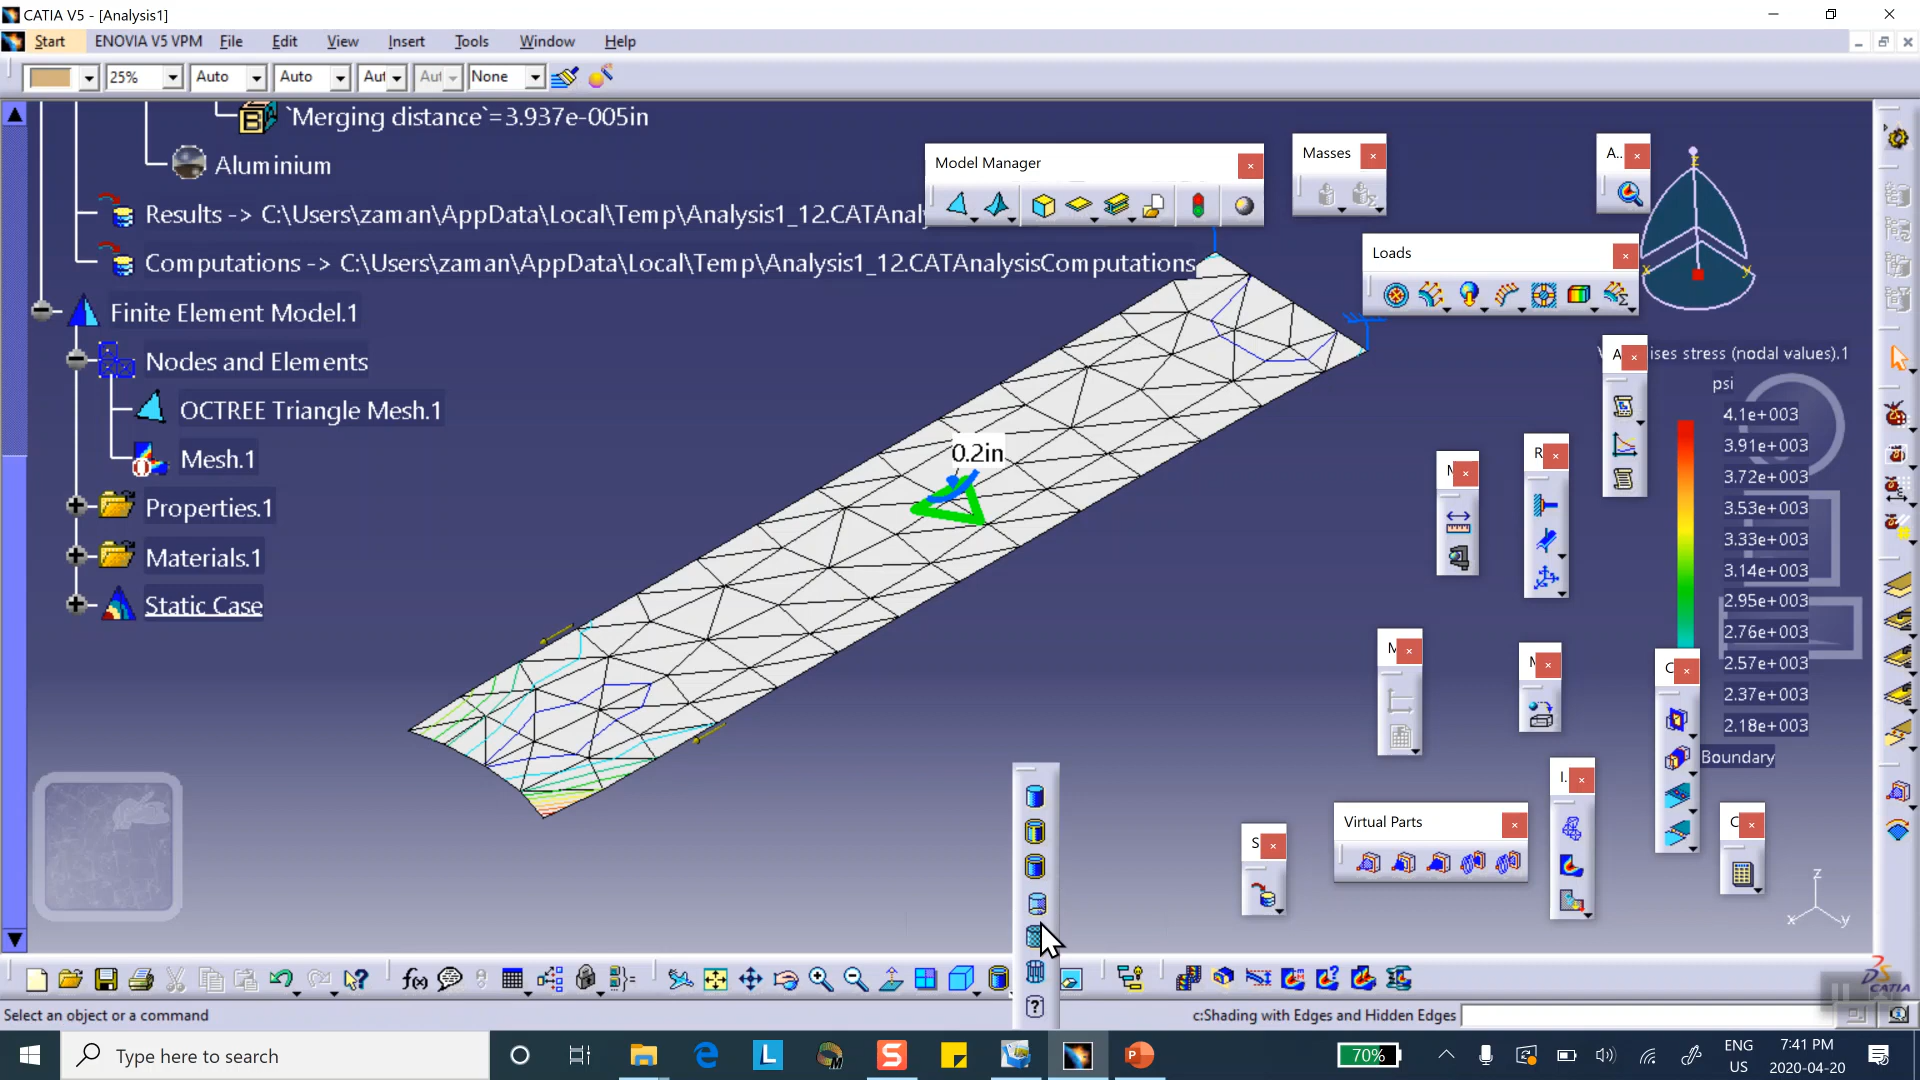 CATIA V5 - [Analysis1]
Start ENOVIA V5 VPM File Edit View Insert Tools Window Help
25% Auto Auto Aut Aut None
`Merging distance`=3.937e-005in
Aluminium
Results -> C:\Users\zaman\AppData\Local\Temp\Analysis1_12.CATAnaly
Computations -> C:\Users\zaman\AppData\Local\Temp\Analysis1_12.CATAnalysisComputations
Finite Element Model.1
Nodes and Elements
OCTREE Triangle Mesh.1
Mesh.1
Properties.1
Materials.1
Static Case
Model Manager
Masses
A..
Loads
z
x y
A
ises stress (nodal values).1
psi
4.1e+003
3.91e+003
3.72e+003
3.53e+003
3.33e+003
3.14e+003
2.95e+003
2.76e+003
2.57e+003
2.37e+003
2.18e+003
Boundary
0.2in
R
C
I.
Virtual Parts
S
C
z
x y
CATIA
Select an object or a command
c:Shading with Edges and Hidden Edges
Type here to search
70%
ENG
US
7:41 PM
2020-04-20